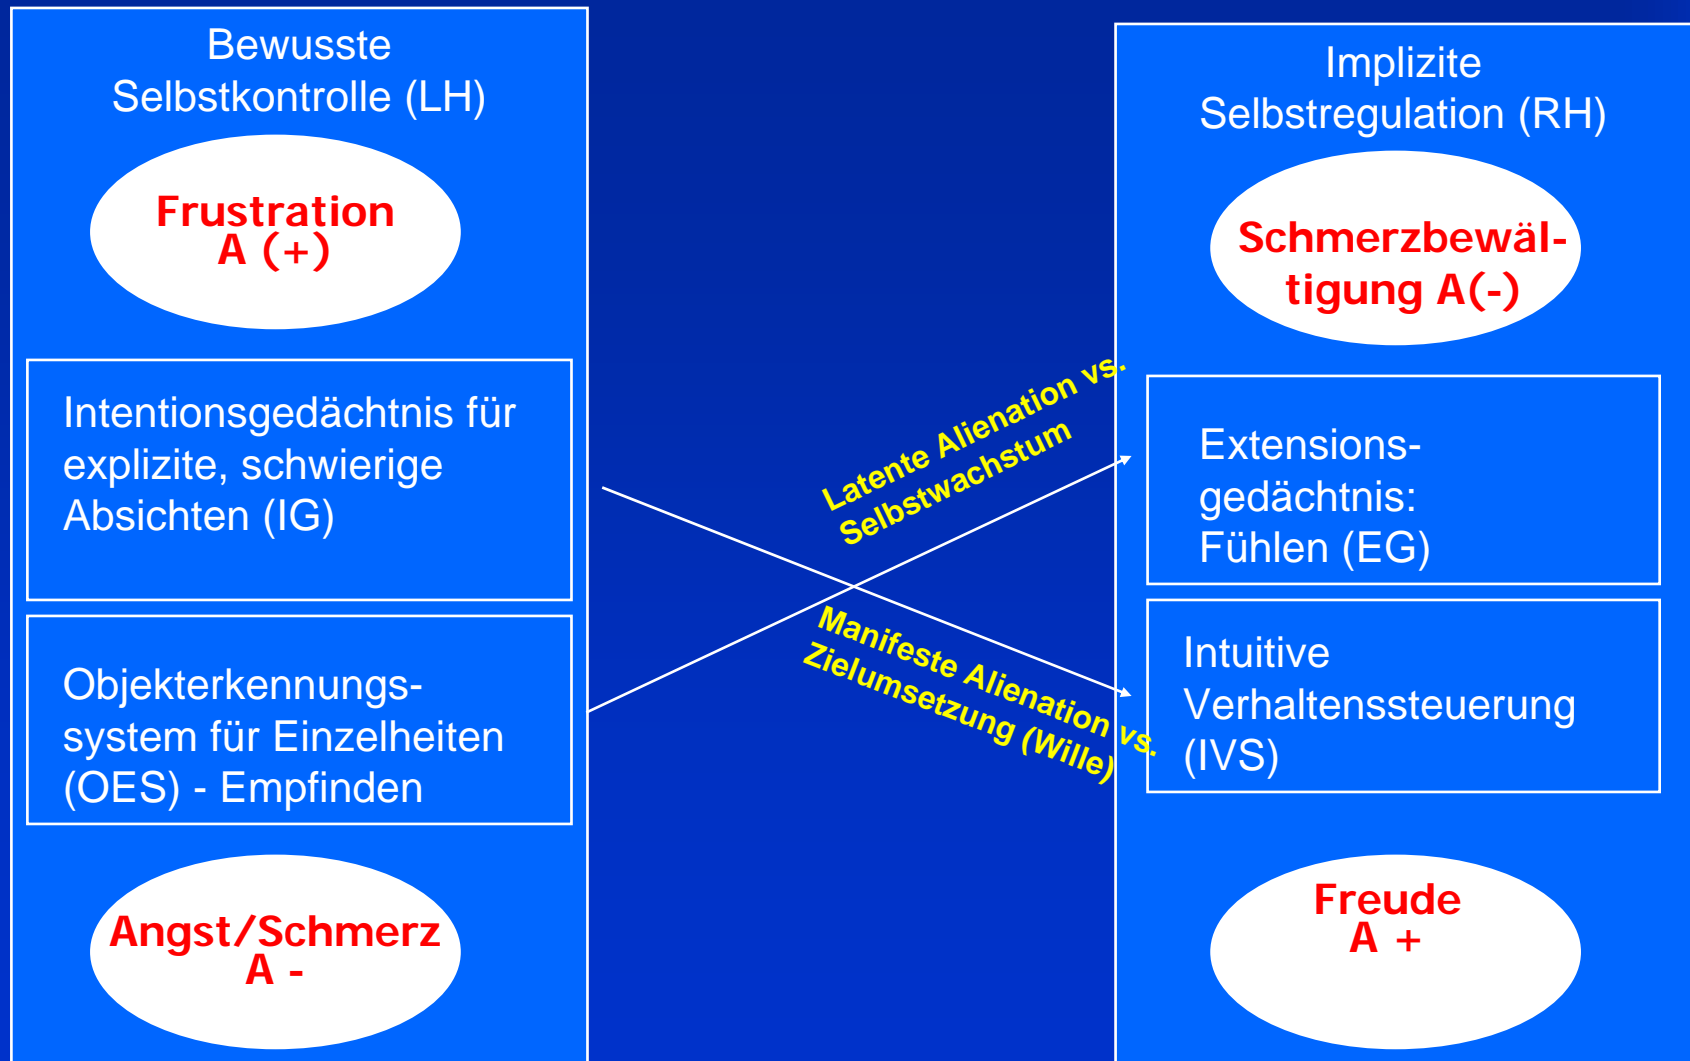 Bewusste
Selbstkontrolle (LH)
Frustration
A (+)
Intentionsgedächtnis für
explizite, schwierige
Absichten (IG)
Objekterkennungs-
system für Einzelheiten
(OES) - Empfinden
Angst/Schmerz
A -
Latente Alienation vs.
Selbstwachstum
Manifeste Alienation vs.
Zielumsetzung (Wille)
Implizite
Selbstregulation (RH)
Schmerzbewäl-
tigung A(-)
Extensions-
gedächtnis:
Fühlen (EG)
Intuitive
Verhaltenssteuerung
(IVS)
Freude
A +